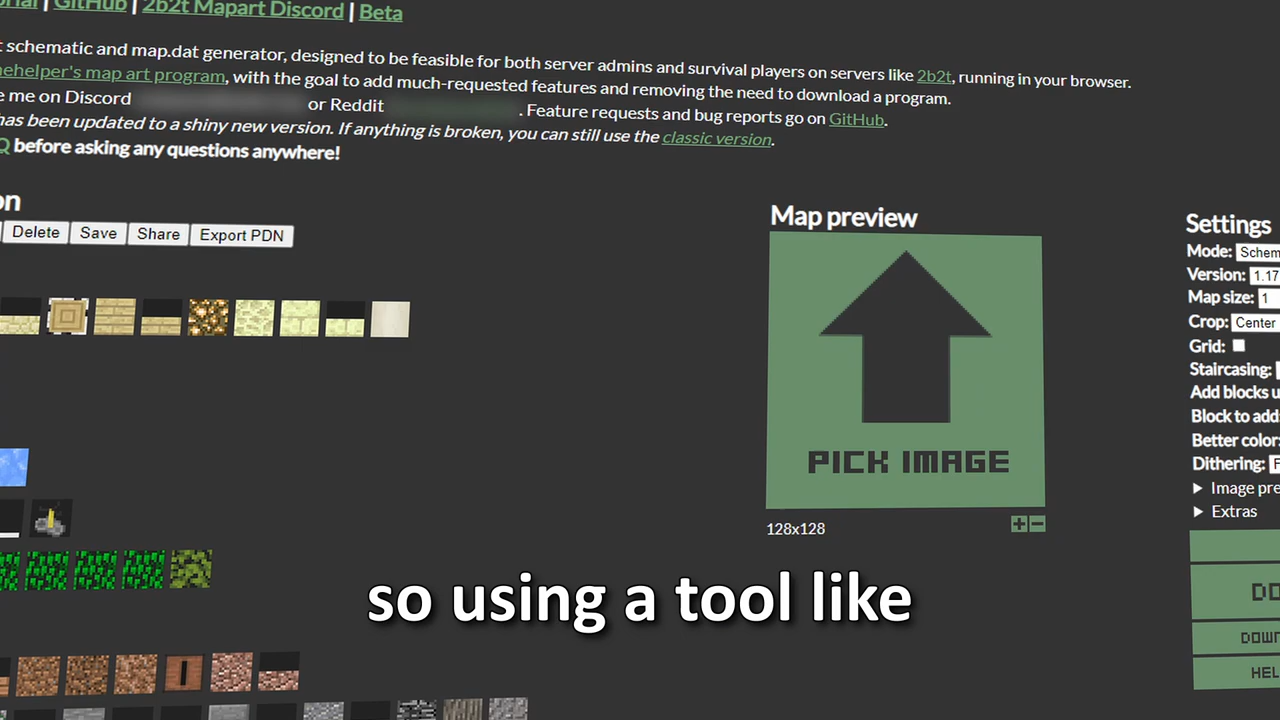 GitHub | 2b2t Mapart Discord | Beta
schematic and map.dat generator, designed to be feasible for both server admins and survival players on servers like 2b2t, running in your browser.
nehelper's map art program, with the goal to add much-requested features and removing the need to download a program.
e me on Discord or Reddit . Feature requests and bug reports go on GitHub.
has been updated to a shiny new version. If anything is broken, you can still use the classic version.
Q before asking any questions anywhere!
on
Delete Save Share Export PDN
Map preview
PICK IMAGE
128x128
+ -
Settings
Mode: Schem
Version: 1.17
Map size: 1
Crop: Center
Grid:
Staircasing:
Add blocks u
Block to add
Better color
Dithering: F
Image pre
Extras
DO
DOWN
HEL
so using a tool like